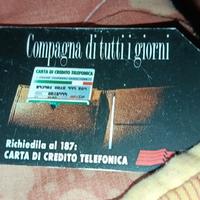 Compagna di tutti i giorni
CARTA DI CREDITO TELEFONICA
Richiedila al 187:
CARTA DI CREDITO TELEFONICA